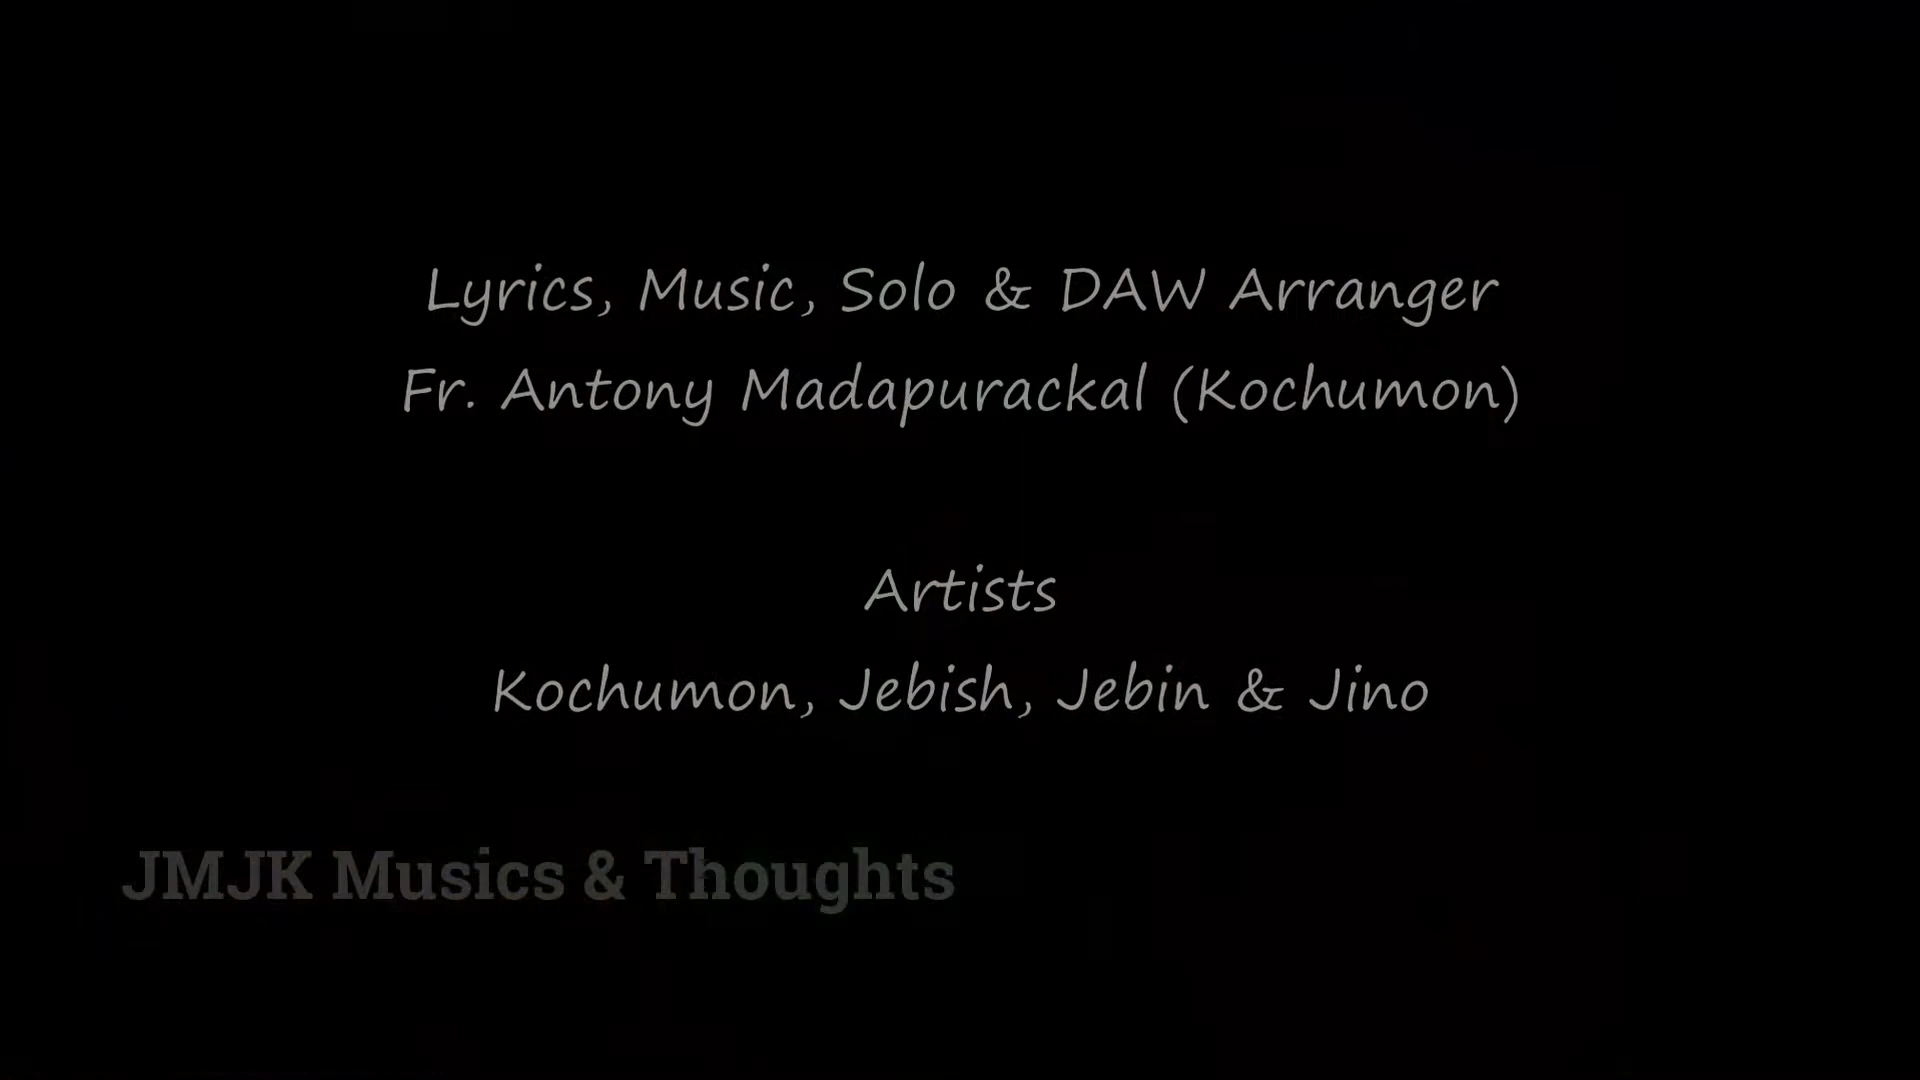 Lyrics, Music, Solo & DAW Arranger
Fr. Antony Madapurackal (Kochumon)
Artists
Kochumon, Jebish, Jebin & Jino
JMJK Musics & Thoughts